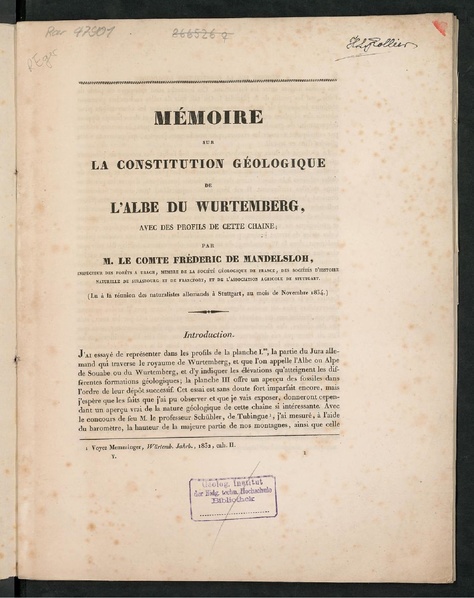 Rar 97501
266526 2
MÉMOIRE
SUR
LA CONSTITUTION GÉOLOGIQUE
DE
L'ALBE DU WURTEMBERG,
AVEC DES PROFILS DE CETTE CHAINE;
PAR
M. LE COMTE FRÉDERIC DE MANDELSLOH,
INSPECTEUR DES FORÊTS A URACH, MEMBRE DE LA SOCIÉTÉ GÉOLOGIQUE DE FRANCE, DES SOCIÉTÉS D'HISTOIRE
NATURELLE DE STRASBOURG ET DE FRANCFORT, ET DE L'ASSOCIATION AGRICOLE DE STUTTGART.
(Lu à la réunion des naturalistes allemands à Stuttgart, au mois de Novembre 1834.)
Introduction.
J'AI essayé de représenter dans les profils de la planche I.re, la partie du Jura alle-
mand qui traverse le royaume de Wurtemberg, et que l'on appelle l'Albe ou Alpe
de Souabe ou du Wurtemberg, et d'y indiquer les élévations qu'atteignent les dif-
férentes formations géologiques; la planche III offre un aperçu des fossiles dans
l'ordre de leur dépôt successif. Cet essai est sans doute fort imparfait encore, mais
j'espère que les faits que j'ai pu observer et que je vais exposer, donneront cepen-
dant un aperçu vrai de la nature géologique de cette chaine si intéressante. Avec
le concours de feu M. le professeur Schübler, de Tubingue¹, j'ai mesuré, à l'aide
du baromètre, la hauteur de la majeure partie de nos montagnes, ainsi que celle
1 Voyez Memminger, Würtemb. Jahrb., 1832, cah. II.
V. 1
Geolog. Institut
der Eidg. techn. Hochschule
Bibliothek